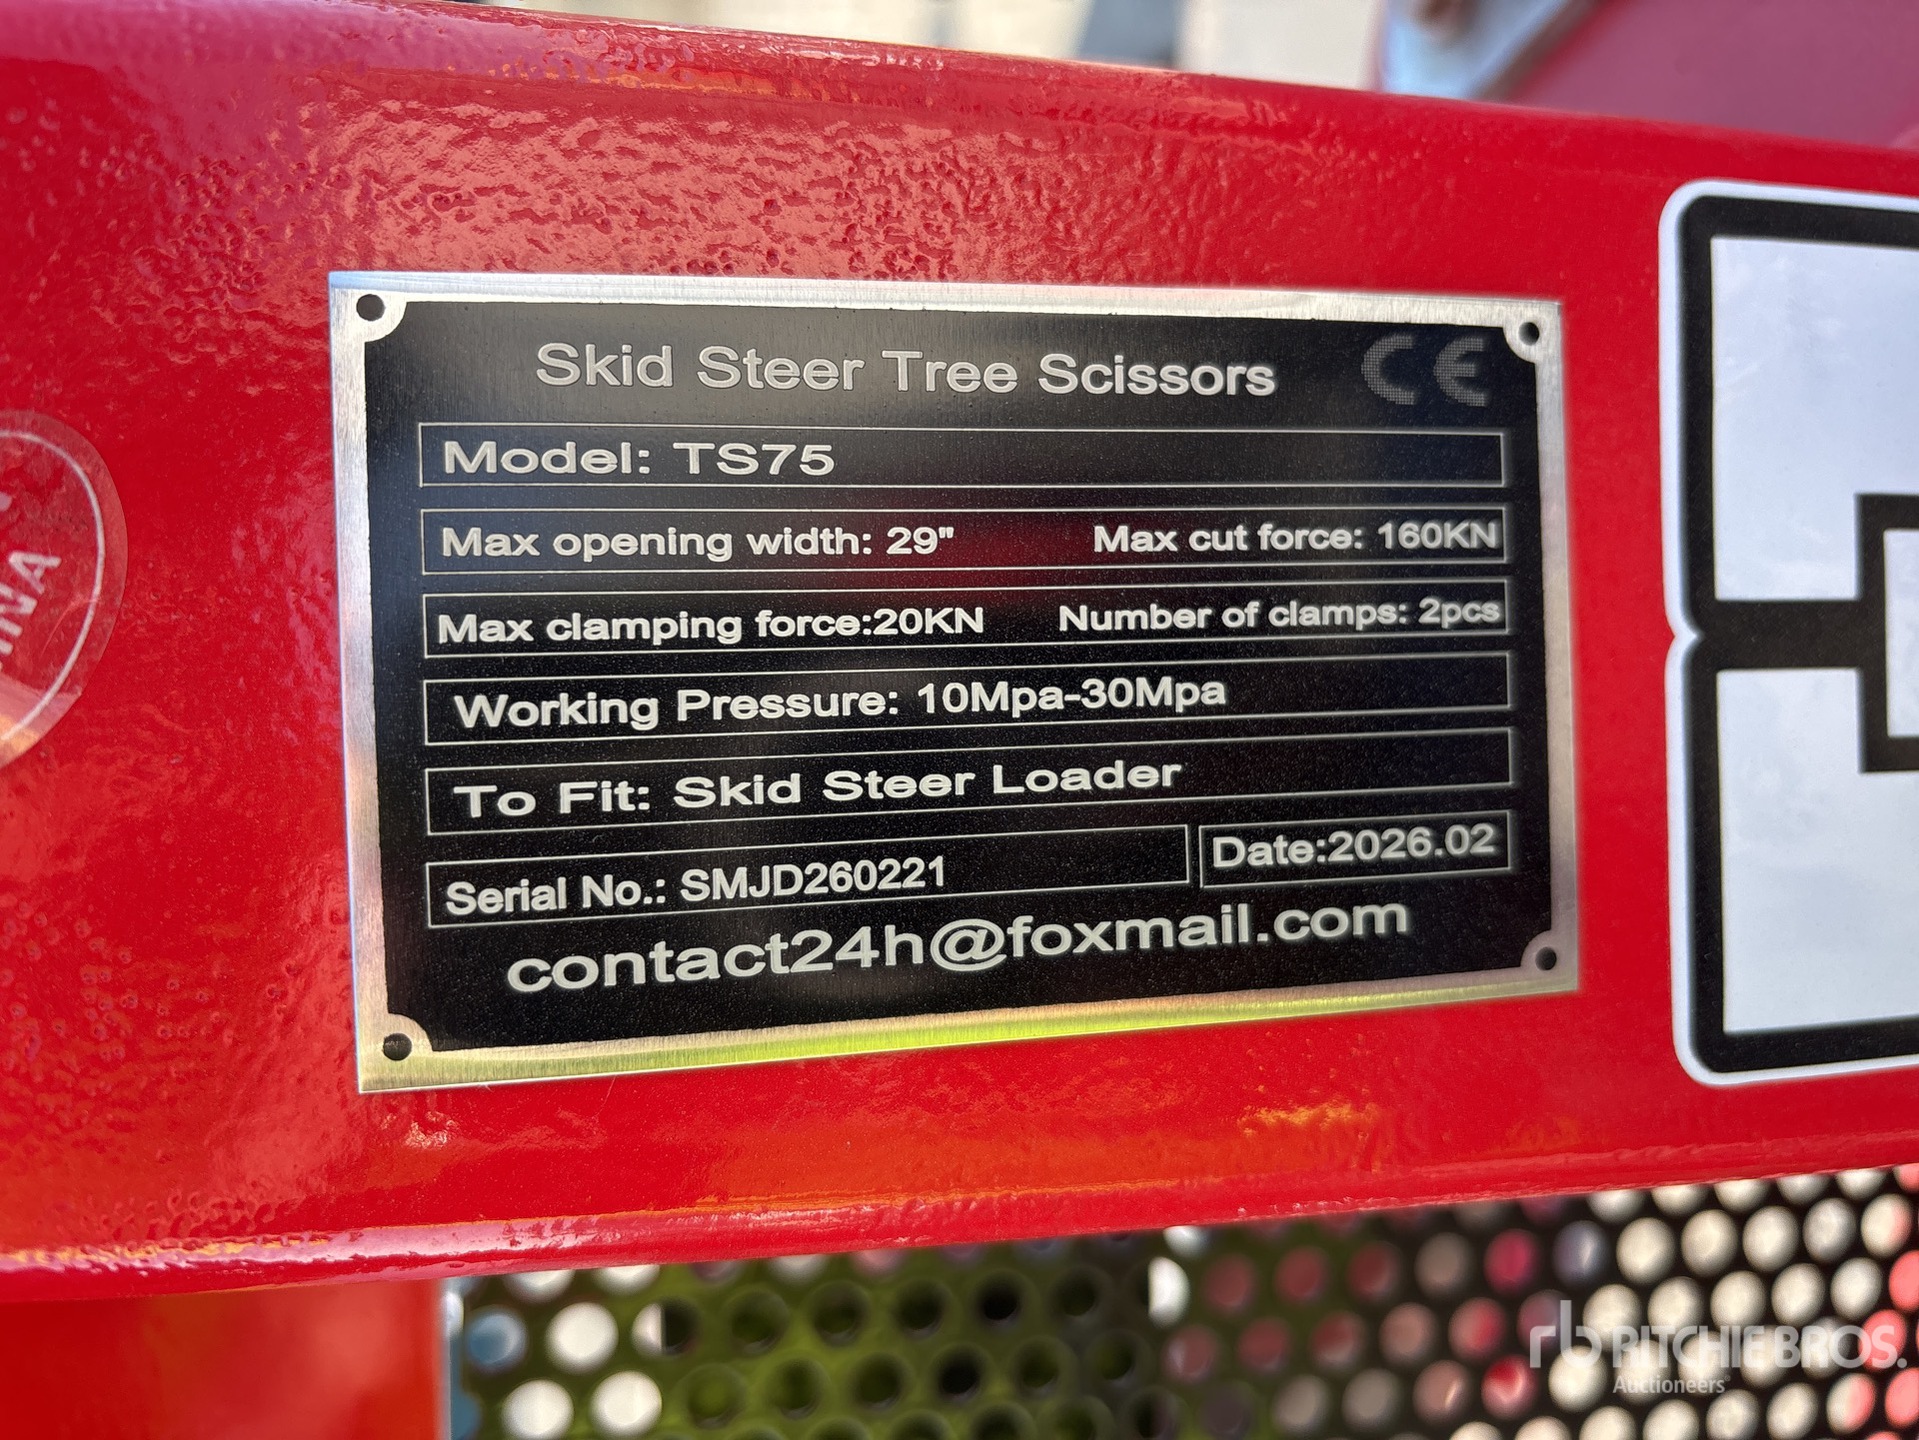 Skid Steer Tree Scissors CE
Model: TS75
Max opening width: 29" Max cut force: 160KN
Max clamping force:20KN Number of clamps: 2pcs
Working Pressure: 10Mpa-30Mpa
To Fit: Skid Steer Loader
Serial No.: SMJD260221 Date:2026.02
contact24h@foxmail.com
rb RITCHIE BROS.
Auctioneers